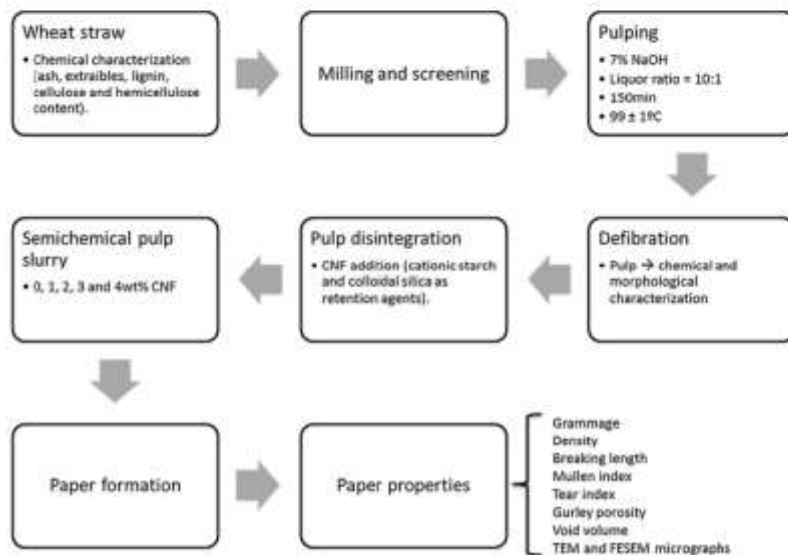 Wheat straw
• Chemical characterization
(ash, extraibles, lignin,
cellulose and hemicellulose
content).
Milling and screening
Pulping
• 7% NaOH
• Liquor ratio = 10:1
• 150min
• 99 ± 1ºC
Defibration
• Pulp → chemical and
morphological
characterization
Pulp disintegration
• CNF addition (cationic starch
and colloidal silica as
retention agents).
Semichemical pulp
slurry
• 0, 1, 2, 3 and 4wt% CNF
Paper formation
Paper properties
Grammage
Density
Breaking length
Mullen index
Tear index
Gurley porosity
Void volume
TEM and FESEM micrographs